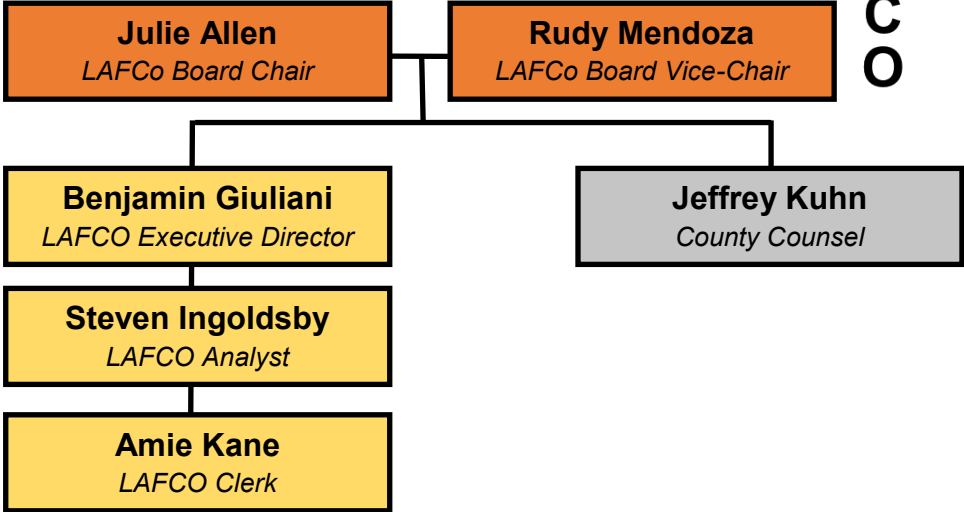 C
O
Julie Allen
LAFCo Board Chair
Rudy Mendoza
LAFCo Board Vice-Chair
Benjamin Giuliani
LAFCO Executive Director
Jeffrey Kuhn
County Counsel
Steven Ingoldsby
LAFCO Analyst
Amie Kane
LAFCO Clerk